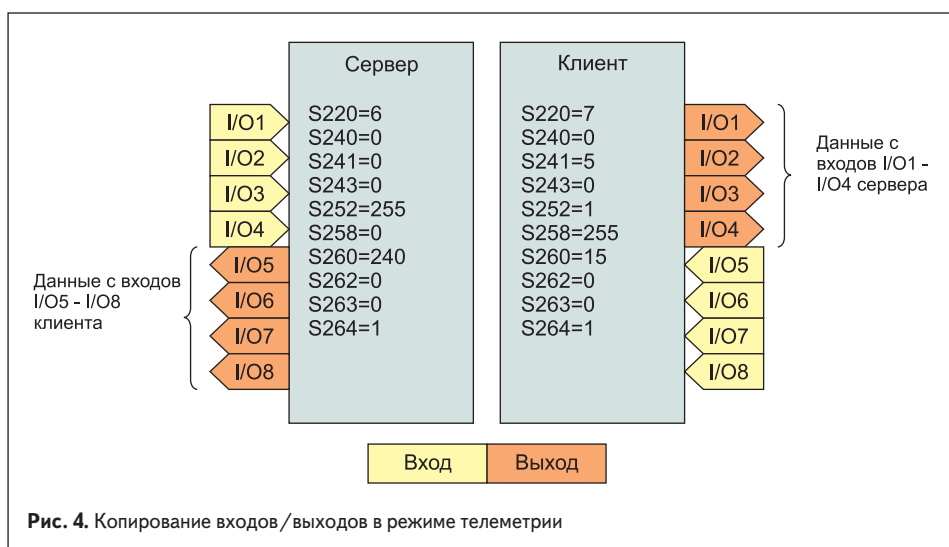 Сервер
I/O1
I/O2
I/O3
I/O4
I/O5
I/O6
I/O7
I/O8
S220=6
S240=0
S241=0
S243=0
S252=255
S258=0
S260=240
S262=0
S263=0
S264=1
Данные с входов
I/O5 - I/O8
клиента
Клиент
S220=7
S240=0
S241=5
S243=0
S252=1
S258=255
S260=15
S262=0
S263=0
S264=1
I/O1
I/O2
I/O3
I/O4
I/O5
I/O6
I/O7
I/O8
Данные с
входов I/O1 -
I/O4 сервера
Вход
Выход
Рис. 4. Копирование входов/выходов в режиме телеметрии